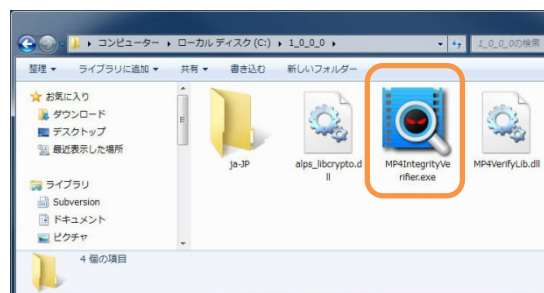 コンピューター ▸ ローカル ディスク (C:) ▸ 1_0_0_0 ▸
1_0_0_0の検索
整理 ライブラリに追加 共有 書き込む 新しいフォルダー
お気に入り
ダウンロード
デスクトップ
最近表示した場所
ライブラリ
Subversion
ドキュメント
ピクチャ
ja-JP
alps_libcrypto.d
ll
MP4IntegrityVe
rifier.exe
MP4VerifyLib.dll
4 個の項目